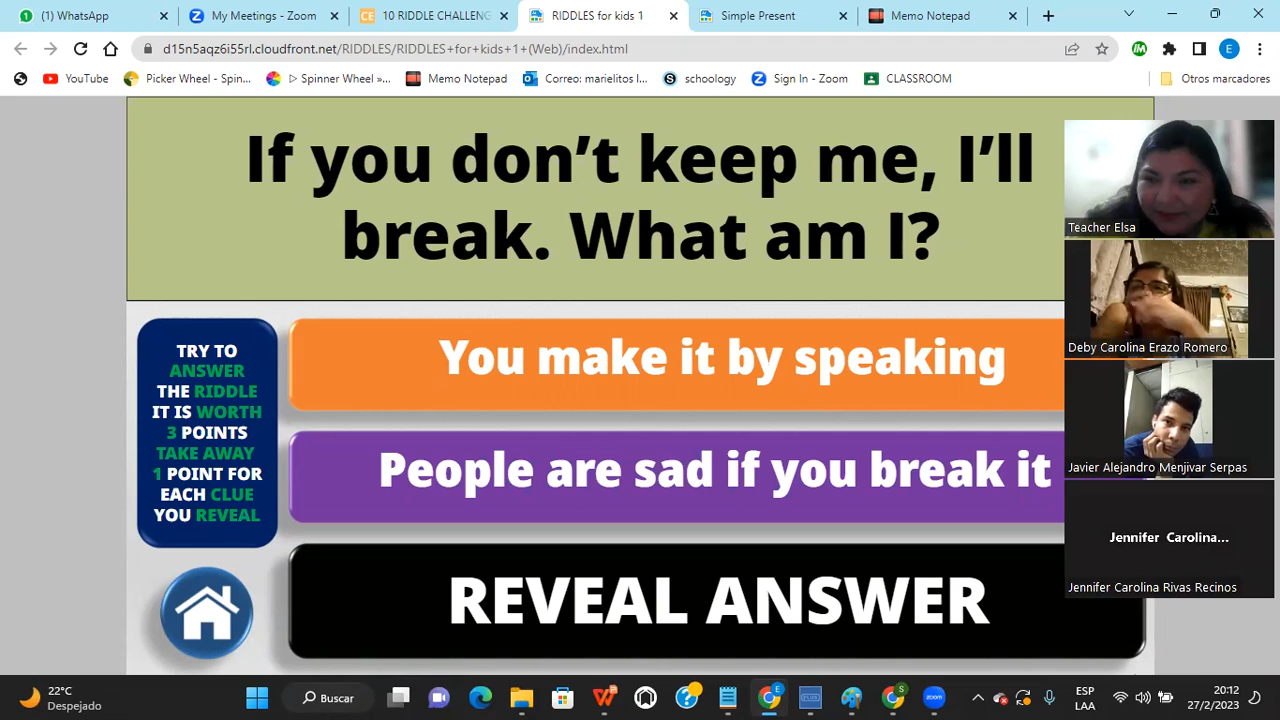 WhatsApp
My Meetings - Zoom
CE
10 RIDDLE CHALLENG
RIDDLES for kids 1
Simple Present
Memo Notepad
d15n5aqz6i55rl.cloudfront.net/RIDDLES/RIDDLES+for+kids+1+(Web)/index.html
E
YouTube
Picker Wheel - Spin...
▷ Spinner Wheel »...
Memo Notepad
Correo: marielitos l...
schoology
Sign In - Zoom
CLASSROOM
Otros marcadores
If you don't keep me, I'll
break. What am I?
TRY TO
ANSWER
THE RIDDLE
IT IS WORTH
3 POINTS
TAKE AWAY
1 POINT FOR
EACH CLUE
YOU REVEAL
You make it by speaking
People are sad if you break it
REVEAL ANSWER
Teacher Elsa
Deby Carolina Erazo Romero
Javier Alejandro Menjivar Serpas
Jennifer Carolina...
Jennifer Carolina Rivas Recinos
22°C
Despejado
Buscar
zoom
ESP
LAA
20:12
27/2/2023